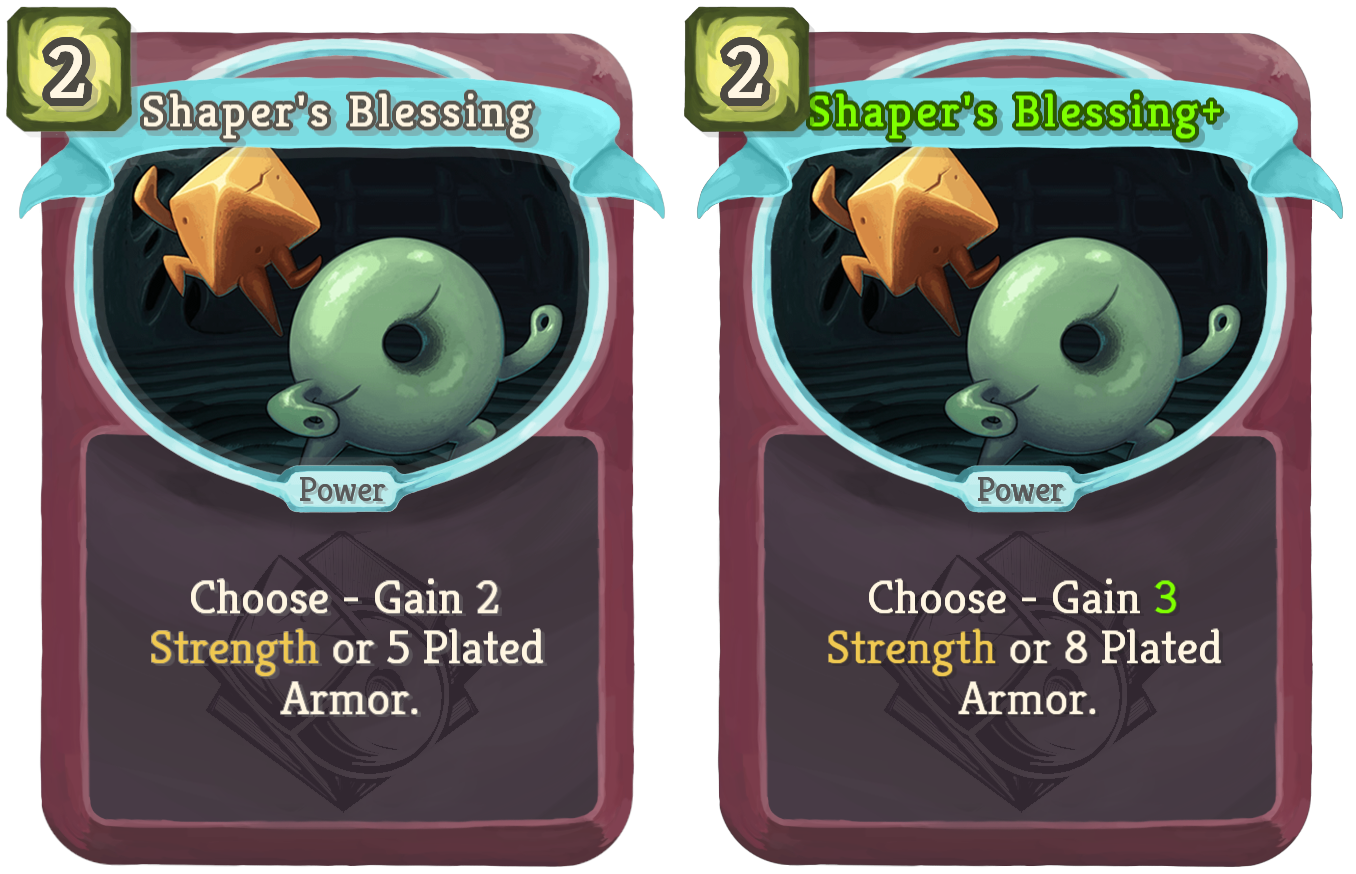 2
Shaper's Blessing
Power
Choose - Gain 2
Strength or 5 Plated
Armor.
2
Shaper's Blessing+
Power
Choose - Gain 3
Strength or 8 Plated
Armor.